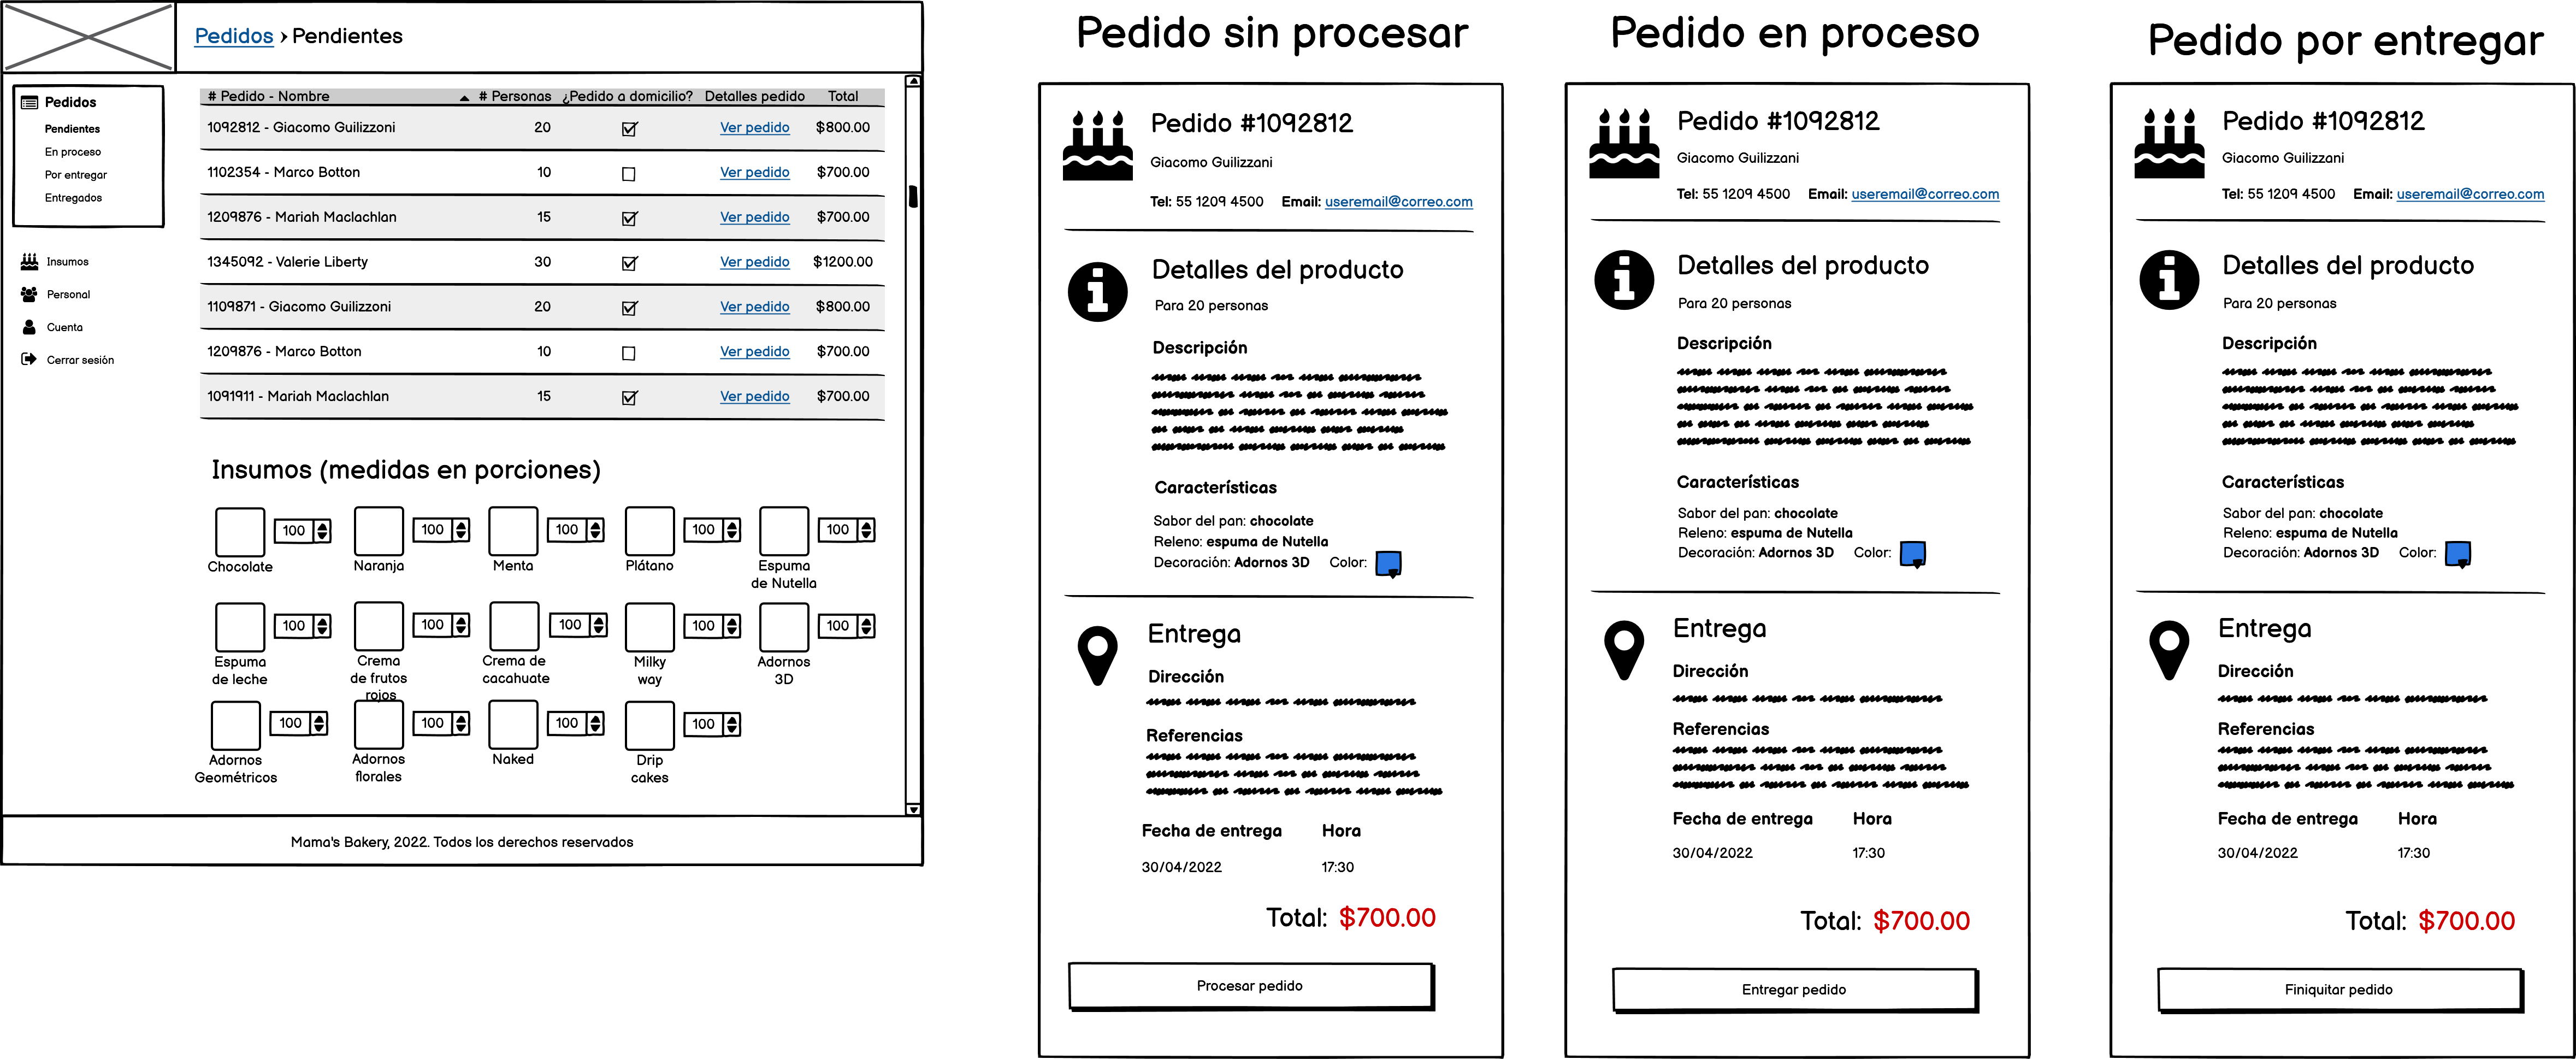 Pedidos › Pendientes
Pedidos
Pendientes
En proceso
Por entregar
Entregados
Insumos
Personal
Cuenta
Cerrar sesión
# Pedido - Nombre # Personas ¿Pedido a domicilio? Detalles pedido Total
1092812 - Giacomo Guilizzoni 20 Ver pedido $800.00
1102354 - Marco Botton 10 Ver pedido $700.00
1209876 - Mariah Maclachlan 15 Ver pedido $700.00
1345092 - Valerie Liberty 30 Ver pedido $1200.00
1109871 - Giacomo Guilizzoni 20 Ver pedido $800.00
1209876 - Marco Botton 10 Ver pedido $700.00
1091911 - Mariah Maclachlan 15 Ver pedido $700.00
Insumos (medidas en porciones)
100 100 100 100 100
Chocolate Naranja Menta Plátano Espuma
de Nutella
100 100 100 100 100
Espuma Crema Crema de Milky Adornos
de leche de frutos cacahuate way 3D
rojos
100 100 100 100
Adornos Adornos Naked Drip
Geométricos florales cakes
Mama's Bakery, 2022. Todos los derechos reservados
Pedido sin procesar
Pedido #1092812
Giacomo Guilizzani
Tel: 55 1209 4500 Email: useremail@correo.com
Detalles del producto
Para 20 personas
Descripción
Características
Sabor del pan: chocolate
Releno: espuma de Nutella
Decoración: Adornos 3D Color:
Entrega
Dirección
Referencias
Fecha de entrega Hora
30/04/2022 17:30
Total: $700.00
Procesar pedido
Pedido en proceso
Pedido #1092812
Giacomo Guilizzani
Tel: 55 1209 4500 Email: useremail@correo.com
Detalles del producto
Para 20 personas
Descripción
Características
Sabor del pan: chocolate
Releno: espuma de Nutella
Decoración: Adornos 3D Color:
Entrega
Dirección
Referencias
Fecha de entrega Hora
30/04/2022 17:30
Total: $700.00
Entregar pedido
Pedido por entregar
Pedido #1092812
Giacomo Guilizzani
Tel: 55 1209 4500 Email: useremail@correo.com
Detalles del producto
Para 20 personas
Descripción
Características
Sabor del pan: chocolate
Releno: espuma de Nutella
Decoración: Adornos 3D Color:
Entrega
Dirección
Referencias
Fecha de entrega Hora
30/04/2022 17:30
Total: $700.00
Finiquitar pedido